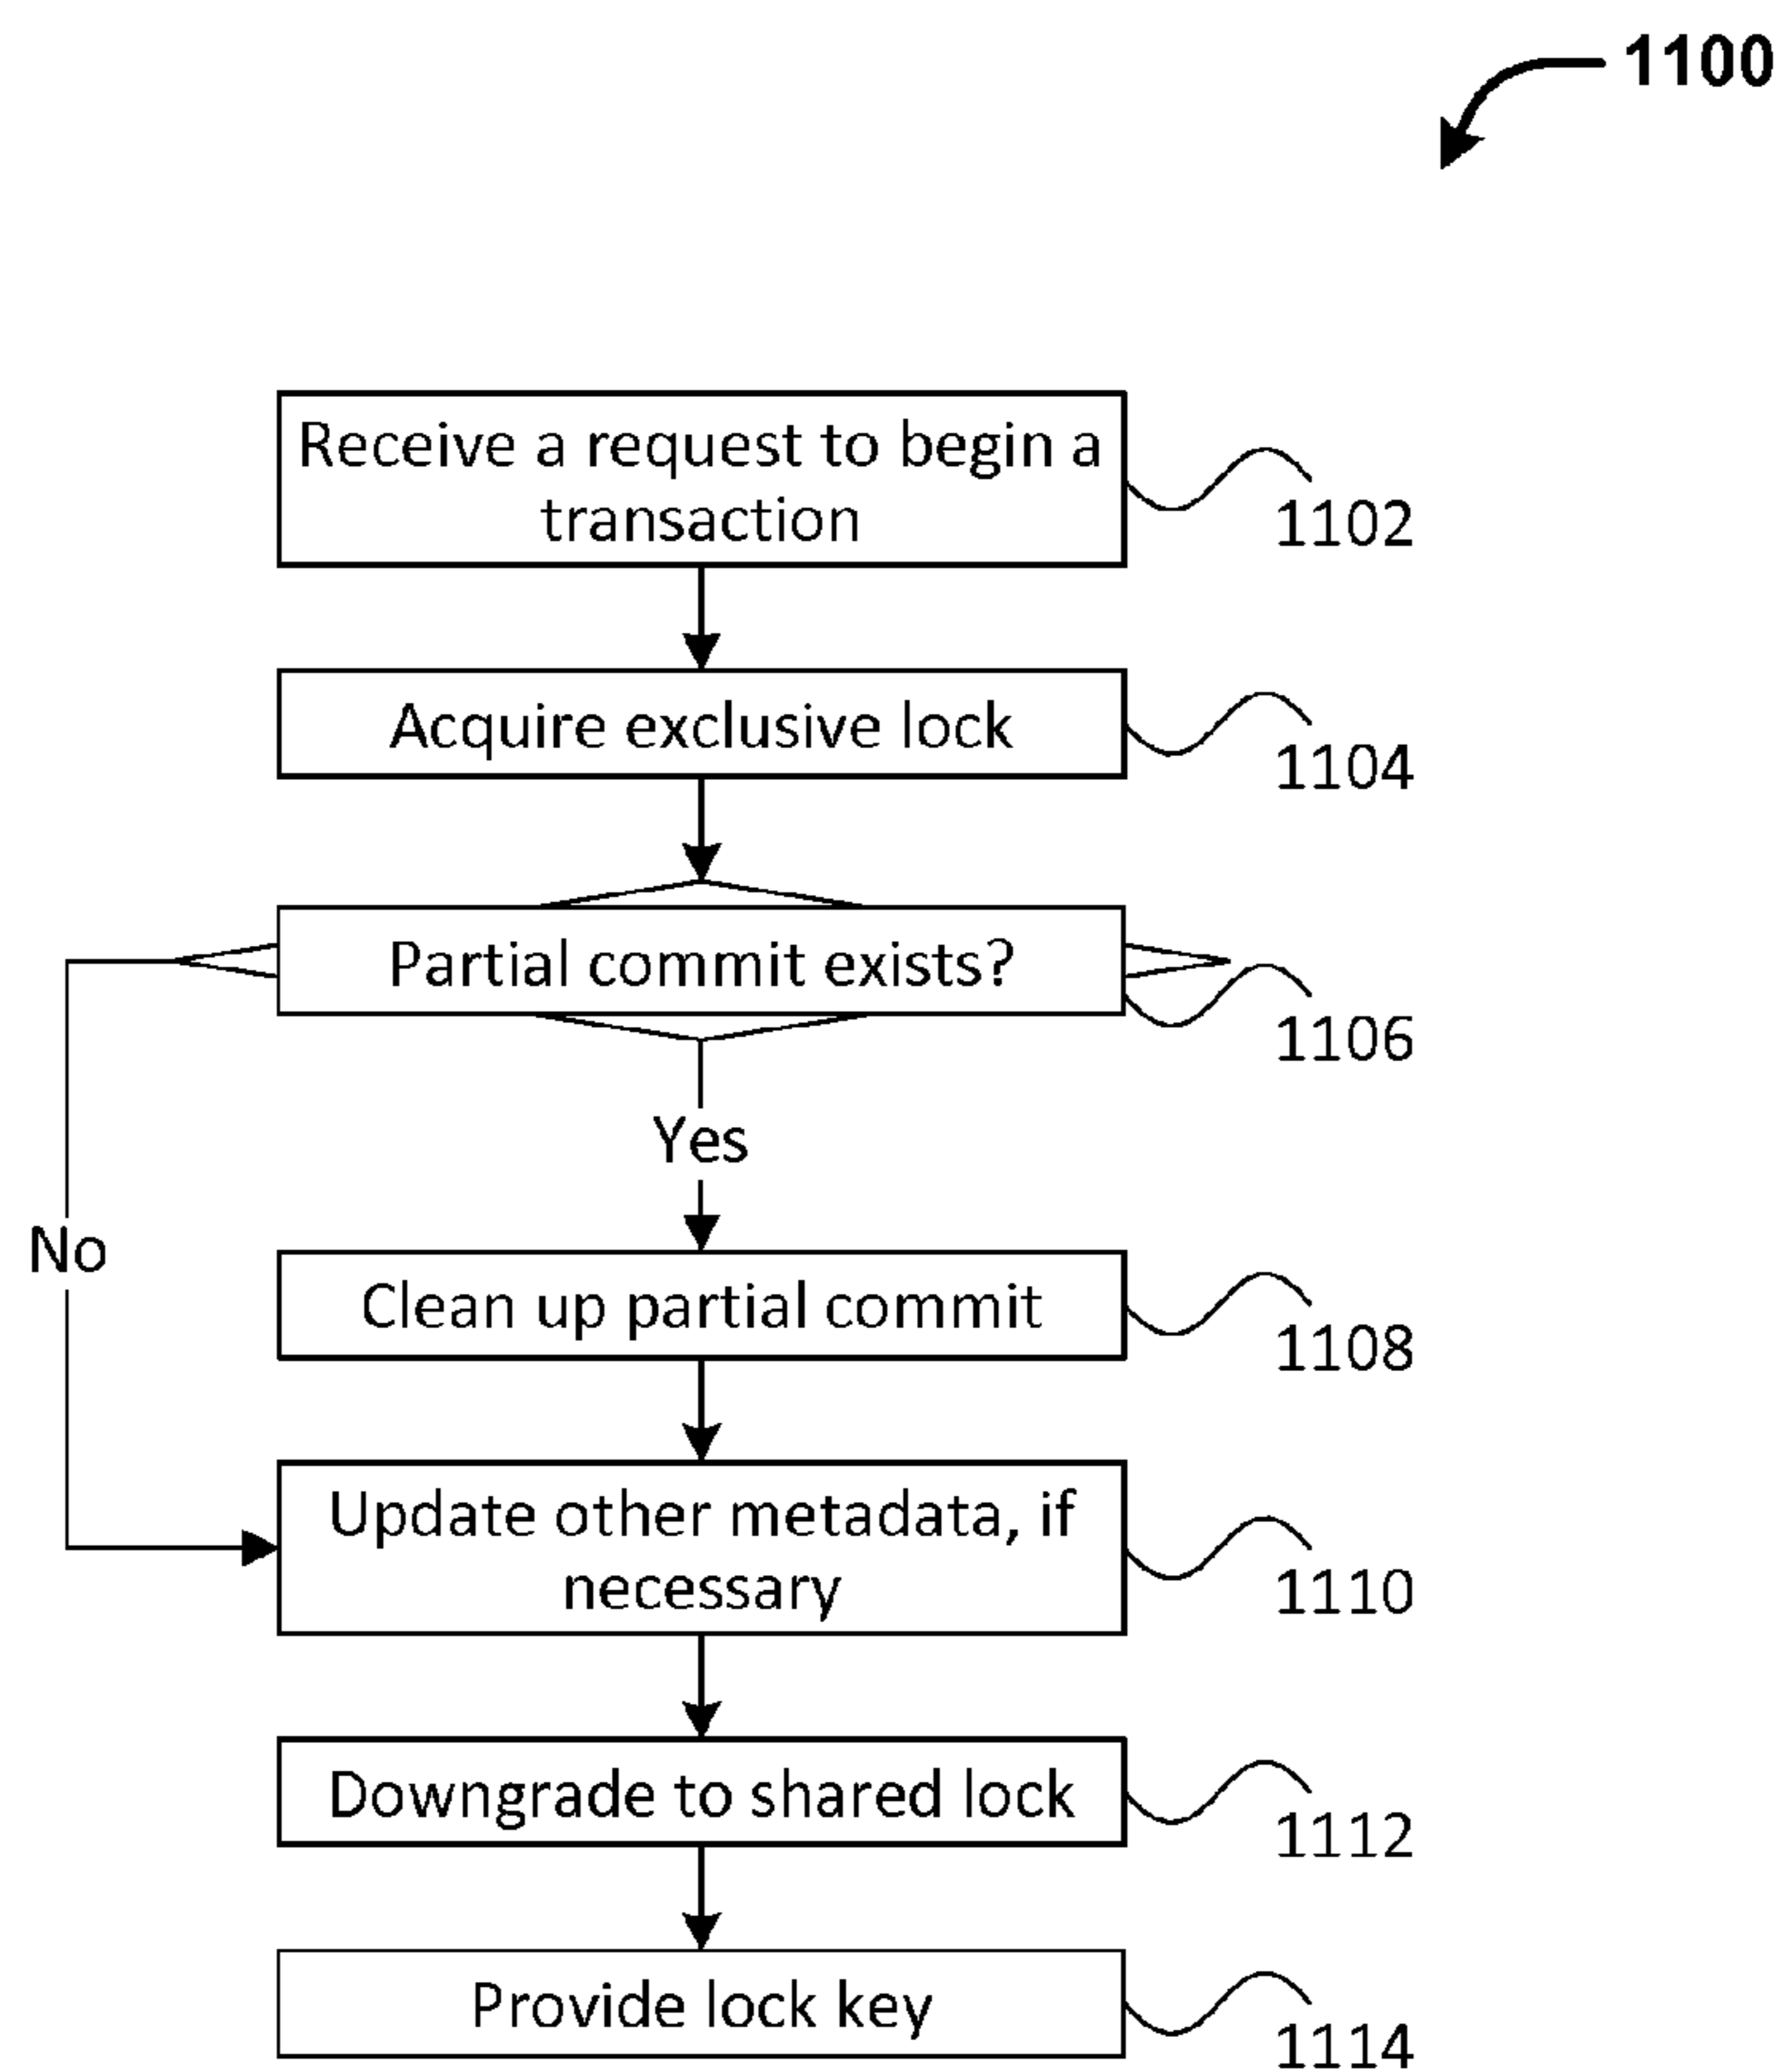 1100
Receive a request to begin a
transaction
1102
Acquire exclusive lock
1104
Partial commit exists?
1106
Yes
No
Clean up partial commit
1108
Update other metadata, if
necessary
1110
Downgrade to shared lock
1112
Provide lock key
1114